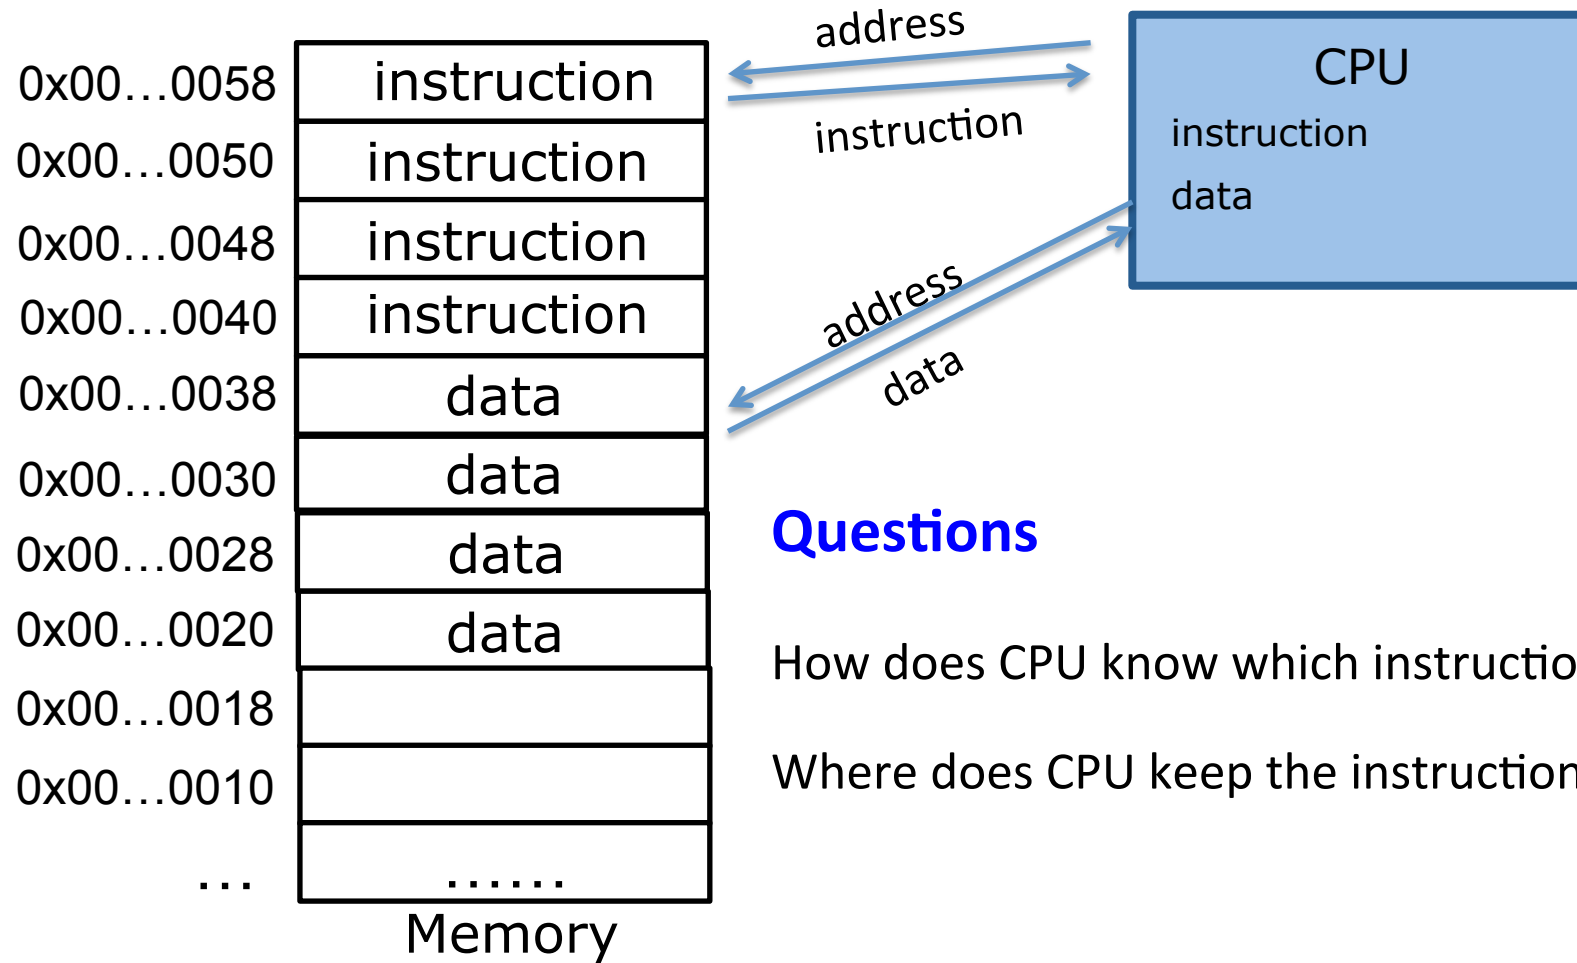 0x00...0058 instruction
0x00...0050 instruction
0x00...0048 instruction
0x00...0040 instruction
0x00...0038 data
0x00...0030 data
0x00...0028 data
0x00...0020 data
0x00...0018
0x00...0010
... ......
Memory
address
instruction
CPU
instruction
data
address
data
Questions
How does CPU know which
Where does CPU keep the instruction